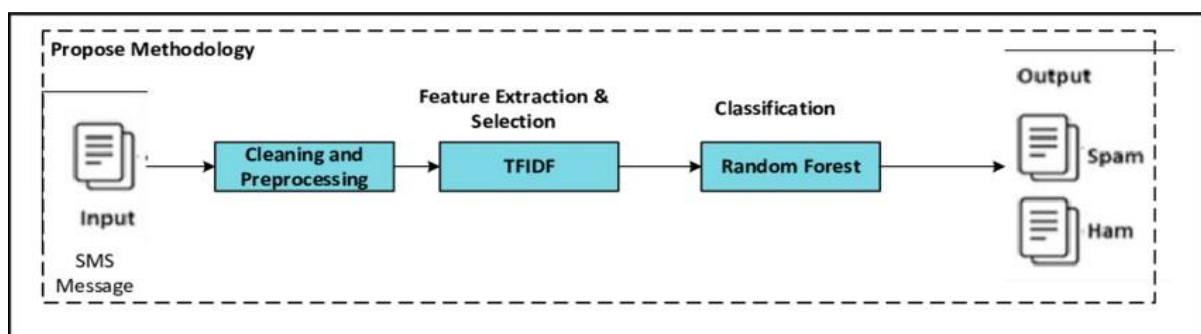 Propose Methodology
Input
SMS
Message
Cleaning and
Preprocessing
Feature Extraction &
Selection
TFIDF
Classification
Random Forest
Output
Spam
Ham